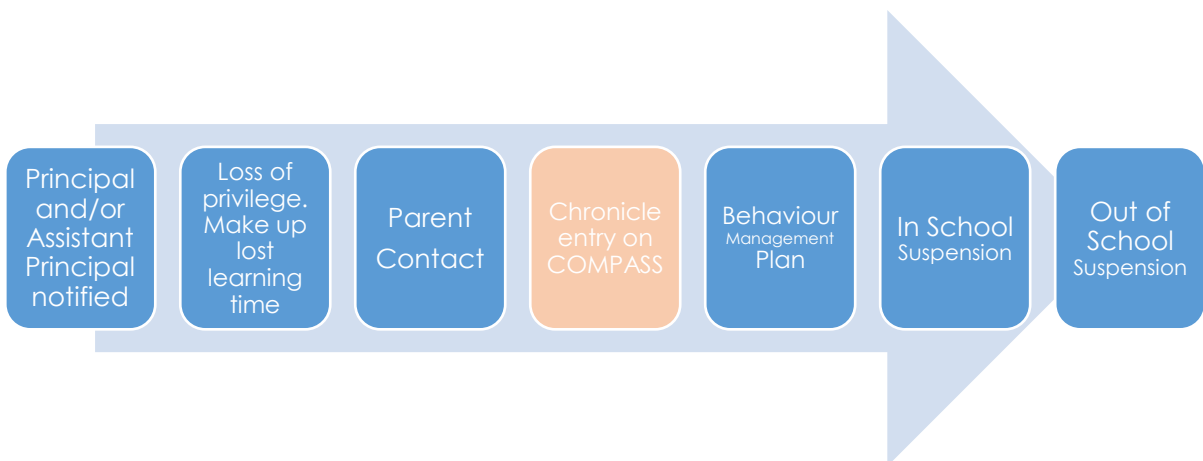 Principal
and/or
Assistant
Principal
notified
Loss of
privilege.
Make up
lost
learning
time
Parent
Contact
Chronicle
entry on
COMPASS
Behaviour
Management
Plan
In School
Suspension
Out of
School
Suspension